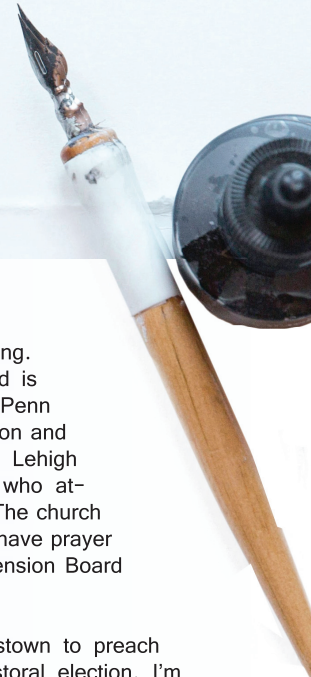 ng.
d is
Penn
on and
Lehigh
who at-
The church
have prayer
ension Board
stown to preach
storal election. I'm